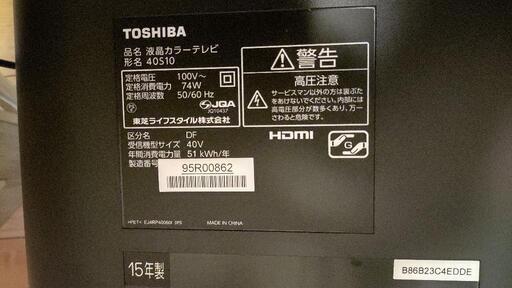 TOSHIBA
品名 液晶カラーテレビ
形名 40S10
定格電圧 100V～
定格消費電力 74W
定格周波数 50/60 Hz
JQA
東芝ライフスタイル株式会社
区分名 DF
受信機型サイズ 40V
年間消費電力量 51 kWh/年
製造番号
95R00862
MADE IN CHINA
警告
高圧注意
サービスマン以外の方は裏ぶた
をあけないでください。内部には
高電圧部分が数多くあり、万一
さわると危険です。
HDMI
G
15年製
B86B23C4EDDE